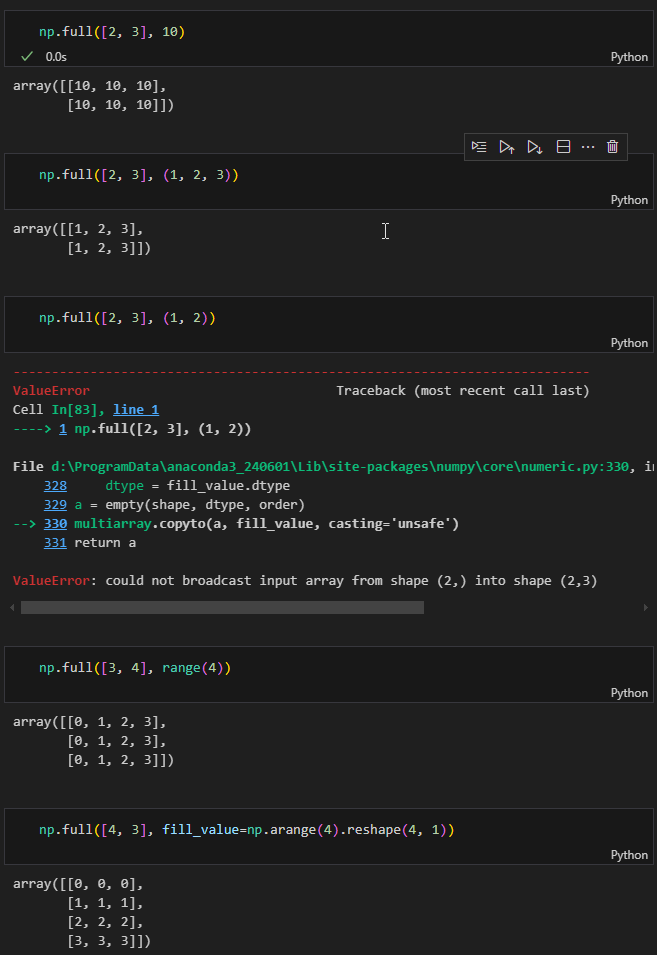 np.full([2, 3], 10)
0.0s
Python
array([[10, 10, 10],
       [10, 10, 10]])
np.full([2, 3], (1, 2, 3))
Python
array([[1, 2, 3],
       [1, 2, 3]])
np.full([2, 3], (1, 2))
Python
---------------------------------------------------------------------------
ValueError                                Traceback (most recent call last)
Cell In[83], line 1
----> 1 np.full([2, 3], (1, 2))
File d:\ProgramData\anaconda3_240601\Lib\site-packages\numpy\core\numeric.py:330, i
    328     dtype = fill_value.dtype
    329 a = empty(shape, dtype, order)
--> 330 multiarray.copyto(a, fill_value, casting='unsafe')
    331 return a
ValueError: could not broadcast input array from shape (2,) into shape (2,3)
np.full([3, 4], range(4))
Python
array([[0, 1, 2, 3],
       [0, 1, 2, 3],
       [0, 1, 2, 3]])
np.full([4, 3], fill_value=np.arange(4).reshape(4, 1))
Python
array([[0, 0, 0],
       [1, 1, 1],
       [2, 2, 2],
       [3, 3, 3]])